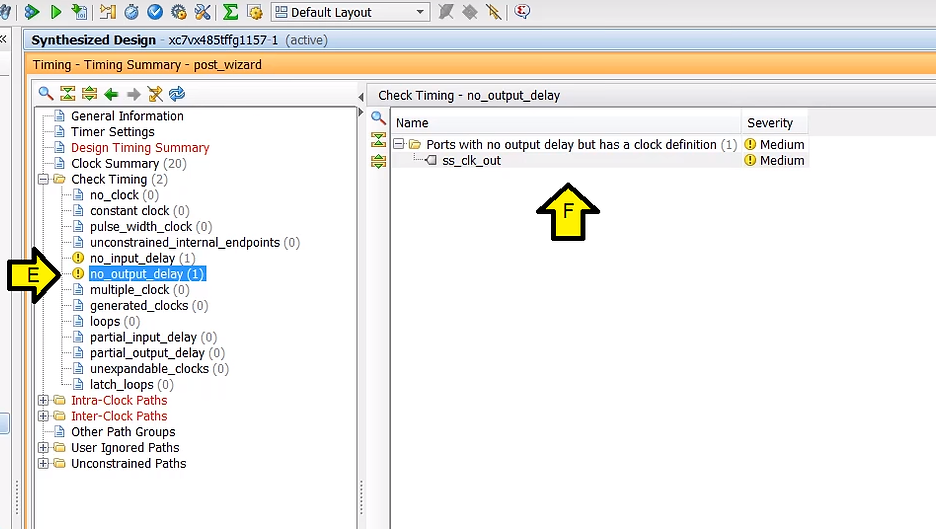 Default Layout
Synthesized Design - xc7vx485tffg1157-1 (active)
Timing - Timing Summary - post_wizard
General Information
Timer Settings
Design Timing Summary
Clock Summary (20)
Check Timing (2)
no_clock (0)
constant clock (0)
pulse_width_clock (0)
unconstrained_internal_endpoints (0)
no_input_delay (1)
no_output_delay (1)
multiple_clock (0)
generated_clocks (0)
loops (0)
partial_input_delay (0)
partial_output_delay (0)
unexpandable_clocks (0)
latch_loops (0)
Intra-Clock Paths
Inter-Clock Paths
Other Path Groups
User Ignored Paths
Unconstrained Paths
E
Check Timing - no_output_delay
Name Severity
Ports with no output delay but has a clock definition (1) Medium
ss_clk_out Medium
F